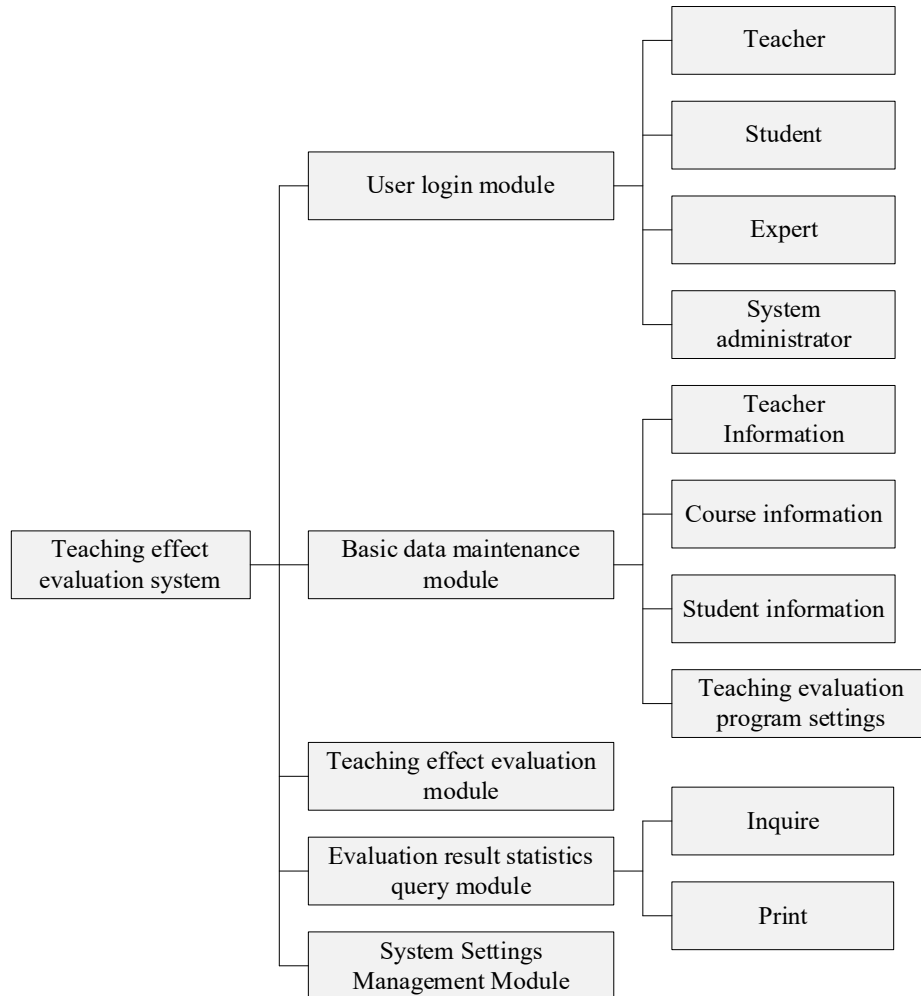 Teaching effect
evaluation system
User login module
Teacher
Student
Expert
System
administrator
Basic data maintenance
module
Teacher
Information
Course information
Student information
Teaching evaluation
program settings
Teaching effect evaluation
module
Evaluation result statistics
query module
Inquire
Print
System Settings
Management Module